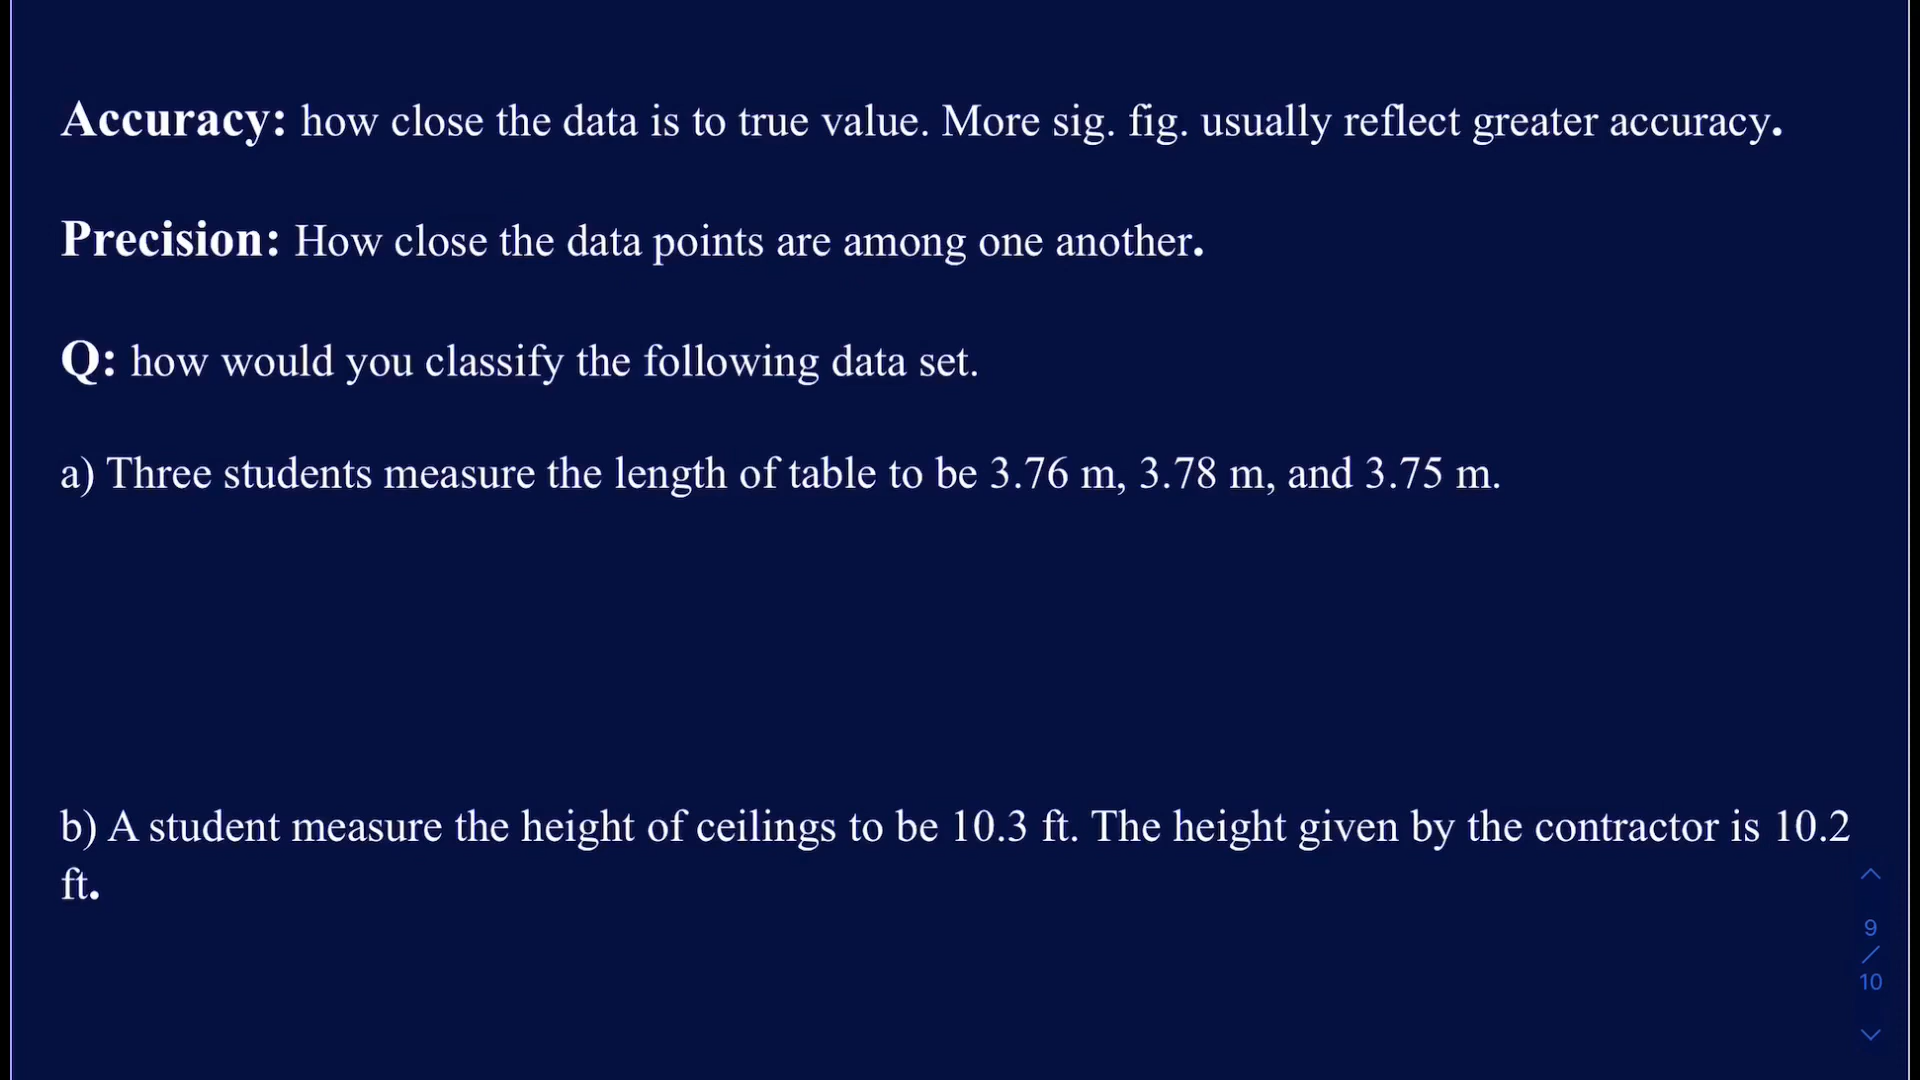 Accuracy: how close the data is to true value. More sig. fig. usually reflect greater accuracy.
Precision: How close the data points are among one another.
Q: how would you classify the following data set.
a) Three students measure the length of table to be 3.76 m, 3.78 m, and 3.75 m.
b) A student measure the height of ceilings to be 10.3 ft. The height given by the contractor is 10.2
ft.
9
/
10